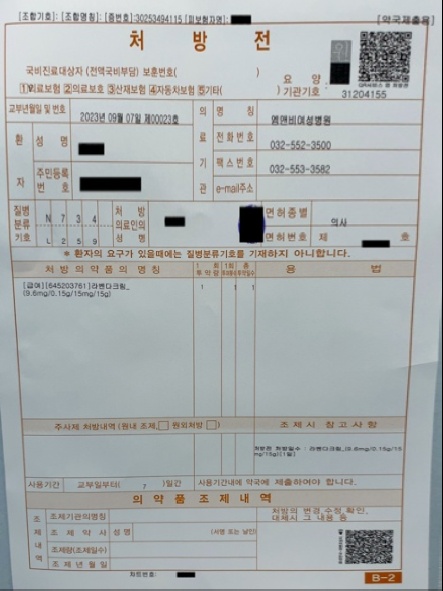 [조합기호: ] [조합명칭: ] [증번호:30253494115 [피보험자명:
[약국제출용]
처 방 전
국비진료대상자 (전액국비부담) 보훈번호( )
①의료보험 ②의료보호 ③산재보험 ④자동차보험 ⑤기타( )
요 양
기관기호 : 31204155
교부년월일 및 번호 2023년 09월 07일 제00023호
의료기관 명 칭 엠앤비여성병원
전화번호 032-552-3500
팩스번호 032-553-3582
e-mail주소
환자 성 명
주민등록번호
질병분류기호 N 7 3 4
L 2 5 9
처 방 의료인의 성 명
면허종별 의사
면허번호 제 호
※ 환자의 요구가 있을때에는 질병분류기호를 기재하지 아니합니다.
처 방 의 약 품 의 명 칭 1회투약량 1일투여횟수 총투약일수 용 법
[급여][645203761]라벤다크림_(9.6mg/0.15g/15mg/15g) 1 1 1
주사제 처방내역 (원내 조제□ 원외처방□) 조 제 시 참 고 사 항
처방전 처방일수 : 라벤다크림_(9.6mg/0.15g/15mg/15g)[1일]
사용기간 교부일부터( 7 )일간 사용기간내에 약국에 제출하여야 합니다.
의 약 품 조 제 내 역
조제내역 조제기관의명칭
조 제 약 사 성 명 (서명 또는 날인)
조제량(조제일수)
조 제 년 월 일
처방의 변경,수정,확인, 대체시 그 내용 등
차트번호:
B-2